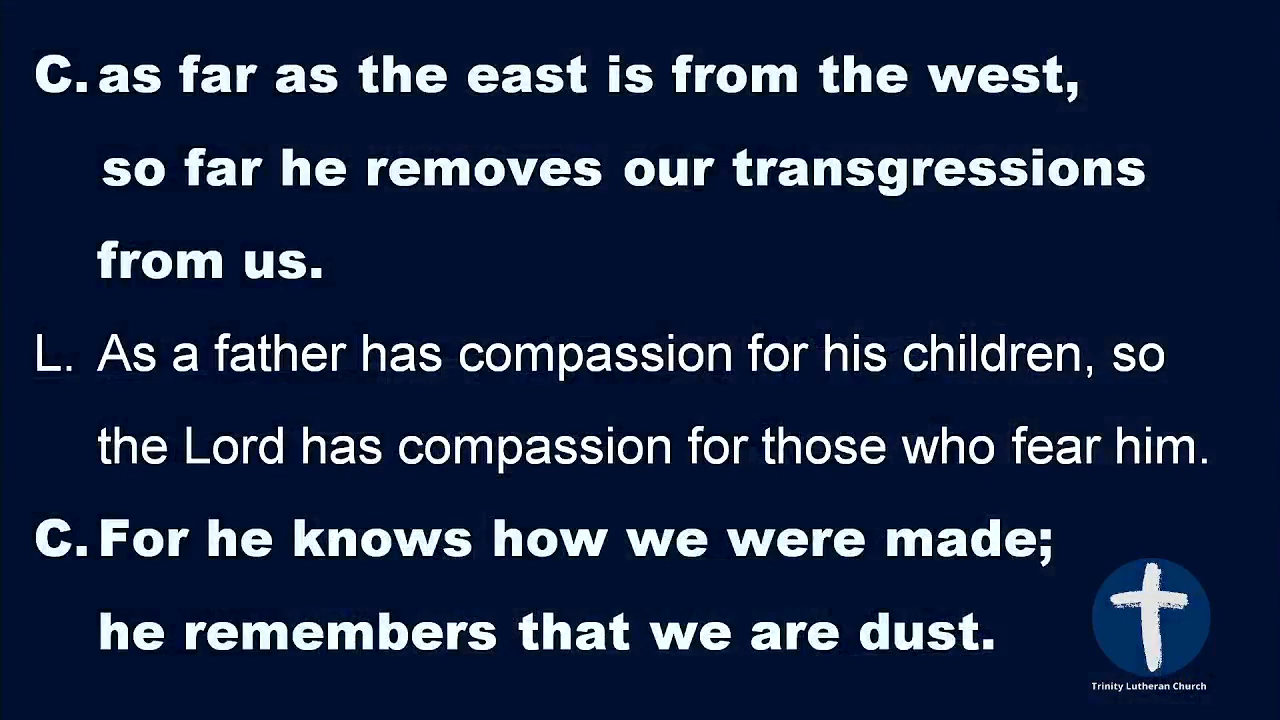 C. as far as the east is from the west,
so far he removes our transgressions
from us.
L. As a father has compassion for his children, so
the Lord has compassion for those who fear him.
C. For he knows how we were made;
he remembers that we are dust.
Trinity Lutheran Church